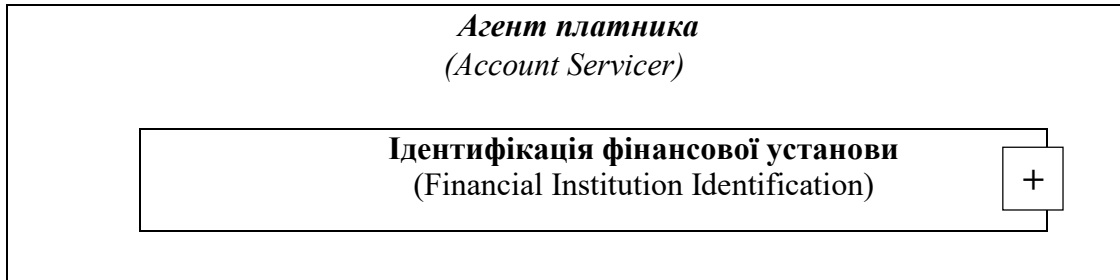 Агент платника
(Account Servicer)
Ідентифікація фінансової установи
(Financial Institution Identification)
+